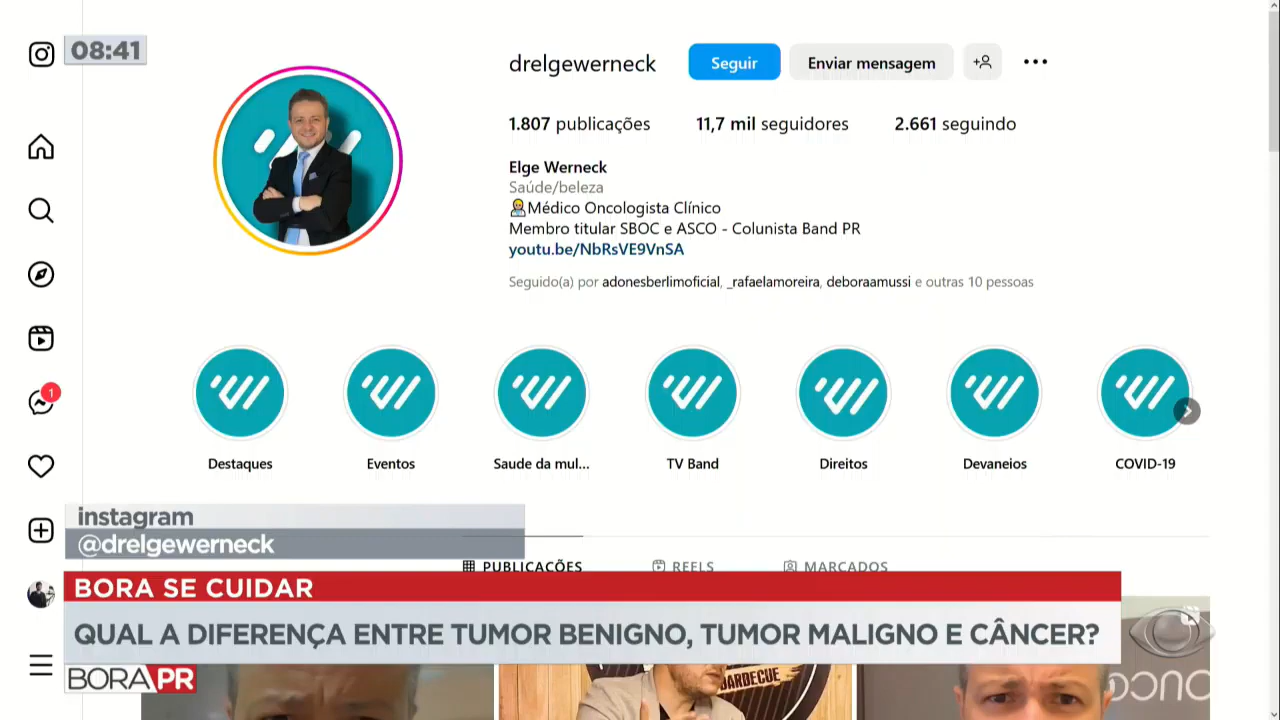 08:41
drelgewerneck
Seguir
Enviar mensagem
1.807 publicações
11,7 mil seguidores
2.661 seguindo
Elge Werneck
Saúde/beleza
Médico Oncologista Clínico
Membro titular SBOC e ASCO - Colunista Band PR
youtu.be/NbRsVE9VnSA
Seguido(a) por adonesberlimoficial, _rafaelamoreira, deboraamussi e outras 10 pessoas
1
Destaques
Eventos
Saude da mul...
TV Band
Direitos
Devaneios
COVID-19
instagram
@drelgewerneck
PUBLICAÇÕES
REELS
MARCADOS
BORA SE CUIDAR
QUAL A DIFERENÇA ENTRE TUMOR BENIGNO, TUMOR MALIGNO E CÂNCER?
BORA PR
BARBECUE